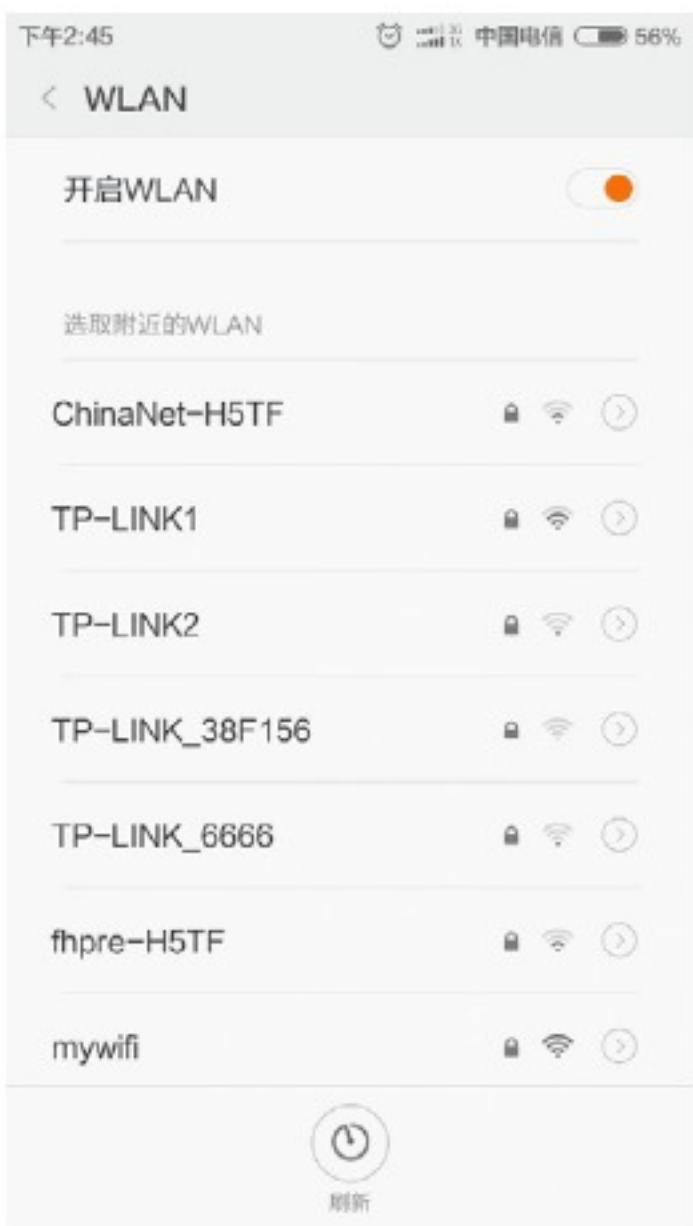 下午2:45 中国电信 56%
WLAN
开启WLAN
选取附近的WLAN
ChinaNet-H5TF
TP-LINK1
TP-LINK2
TP-LINK_38F156
TP-LINK_6666
fhpre-H5TF
mywifi
刷新